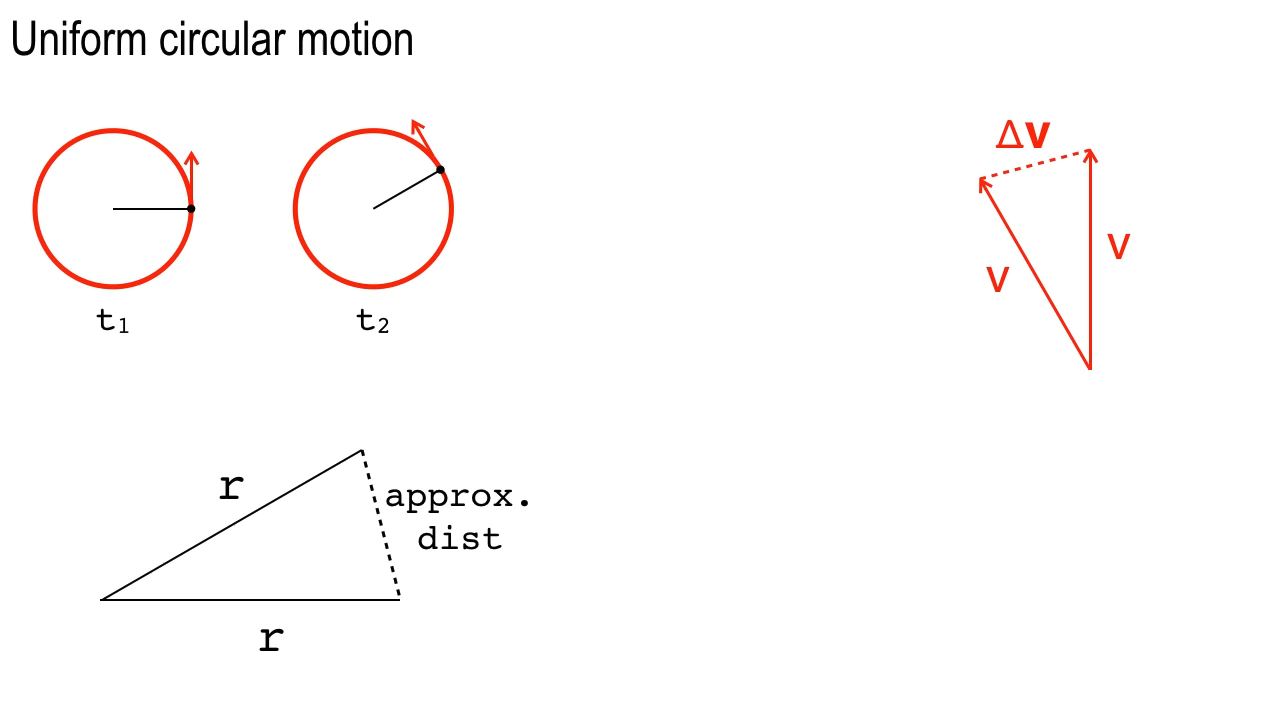 Uniform circular motion
Δv
v
v
t₁
t₂
r
approx.
dist
r